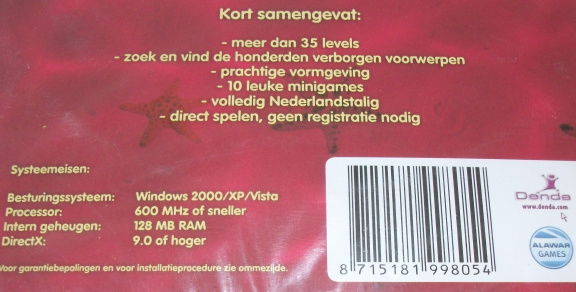 Kort samengevat:
- meer dan 35 levels
- zoek en vind de honderden verborgen voorwerpen
- prachtige vormgeving
- 10 leuke minigames
- volledig Nederlandstalig
- direct spelen, geen registratie nodig
Systeemeisen:
Besturingssysteem: Windows 2000/XP/Vista
Processor: 600 MHz of sneller
Intern geheugen: 128 MB RAM
DirectX: 9.0 of hoger
Voor garantiebepalingen en voor installatieprocedure zie ommezijde.
8 715181 998054
Denda
www.denda.com
ALAWAR
GAMES